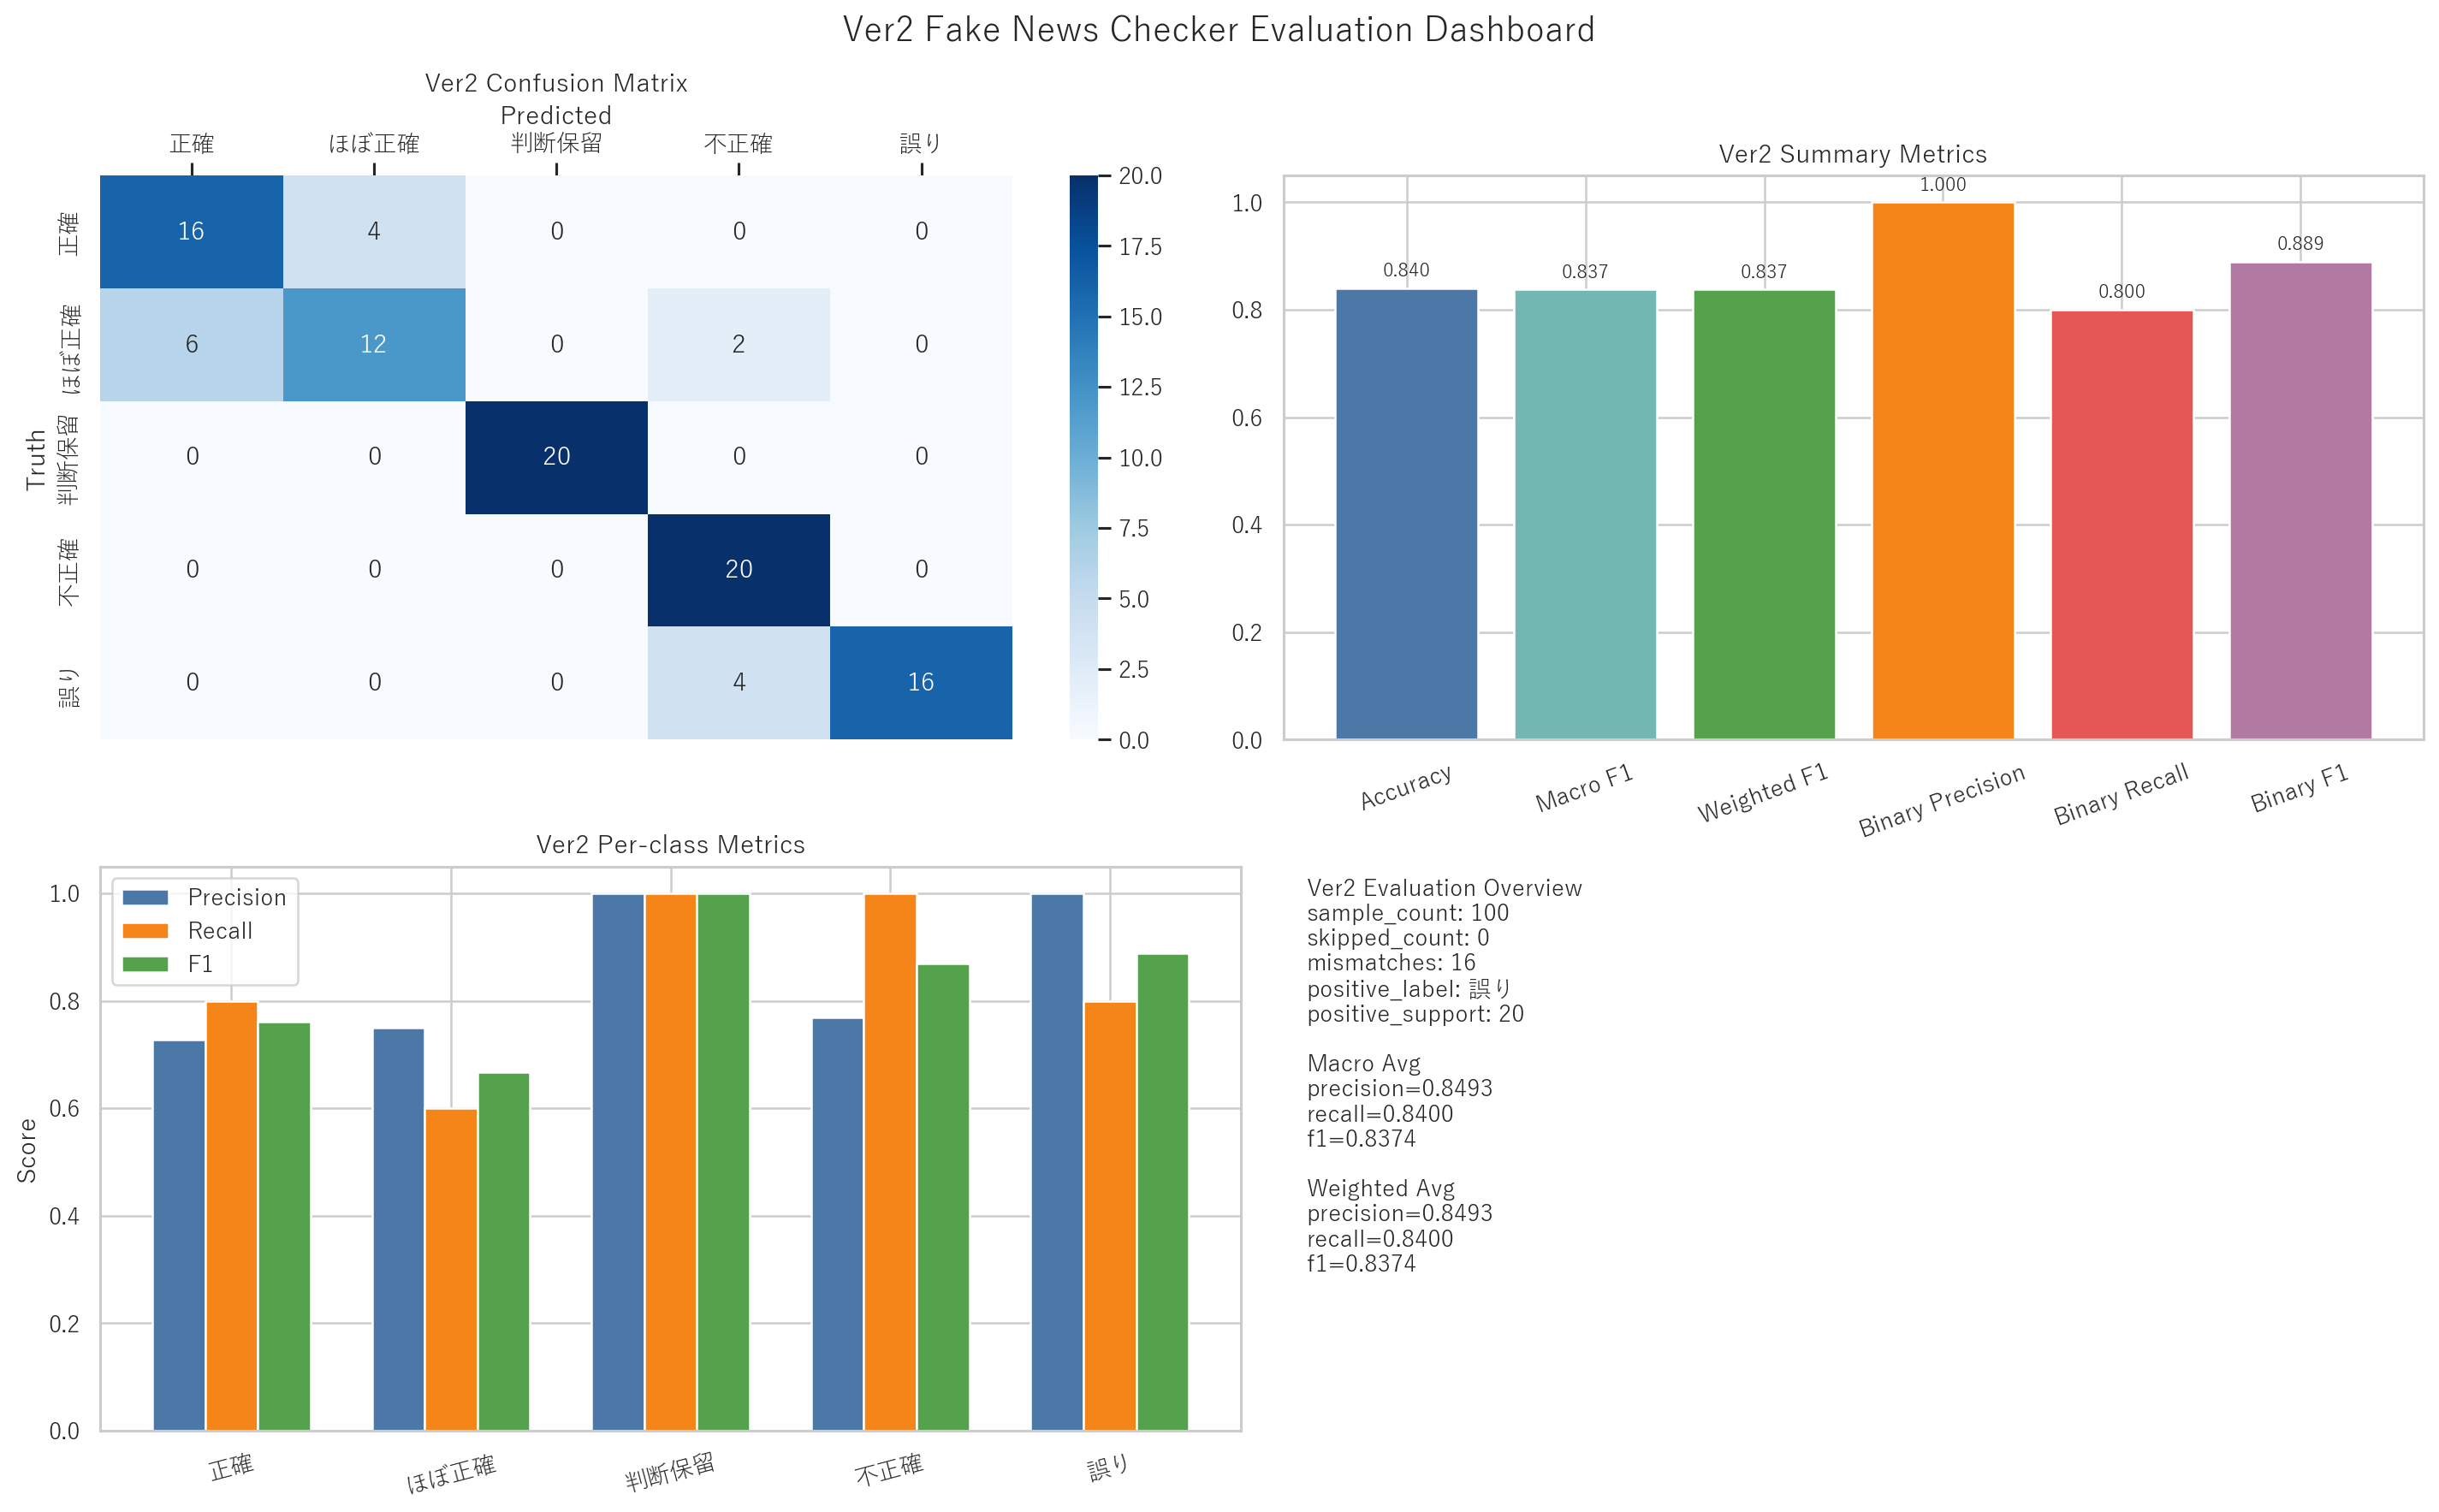 Ver2 Fake News Checker Evaluation Dashboard
Ver2 Confusion Matrix
Predicted
正確 ほぼ正確 判断保留 不正確 誤り
Truth
正確 16 4 0 0 0
ほぼ正確 6 12 0 2 0
判断保留 0 0 20 0 0
不正確 0 0 0 20 0
誤り 0 0 0 4 16
20.0
17.5
15.0
12.5
10.0
7.5
5.0
2.5
0.0
Ver2 Summary Metrics
1.0
0.8
0.6
0.4
0.2
0.0
0.840 0.837 0.837 1.000 0.800 0.889
Accuracy Macro F1 Weighted F1 Binary Precision Binary Recall Binary F1
Ver2 Per-class Metrics
Precision
Recall
F1
Score
1.0
0.8
0.6
0.4
0.2
0.0
正確 ほぼ正確 判断保留 不正確 誤り
Ver2 Evaluation Overview
sample_count: 100
skipped_count: 0
mismatches: 16
positive_label: 誤り
positive_support: 20
Macro Avg
precision=0.8493
recall=0.8400
f1=0.8374
Weighted Avg
precision=0.8493
recall=0.8400
f1=0.8374